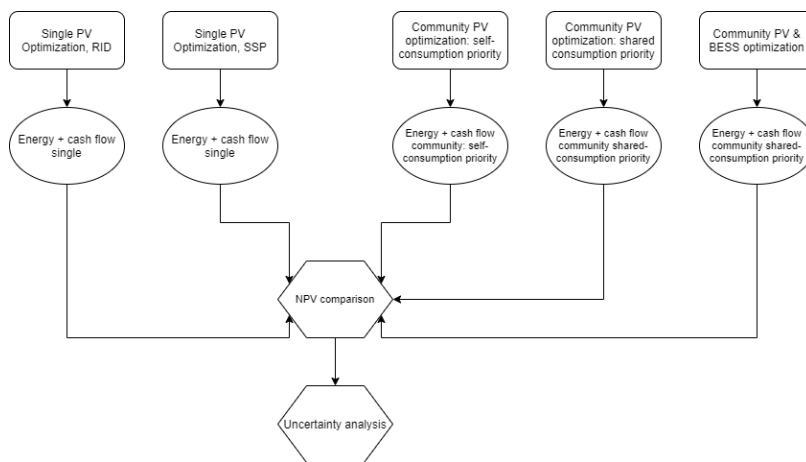 Single PV
Optimization, RID
Single PV
Optimization, SSP
Community PV
optimization: self-
consumption priority
Community PV
optimization: shared
consumption priority
Community PV &
BESS optimization
Energy + cash flow
single
Energy + cash flow
single
Energy + cash flow
community: self-
consumption priority
Energy + cash flow
community shared-
consumption priority
Energy + cash flow
community shared-
consumption priority
NPV comparison
Uncertainty analysis